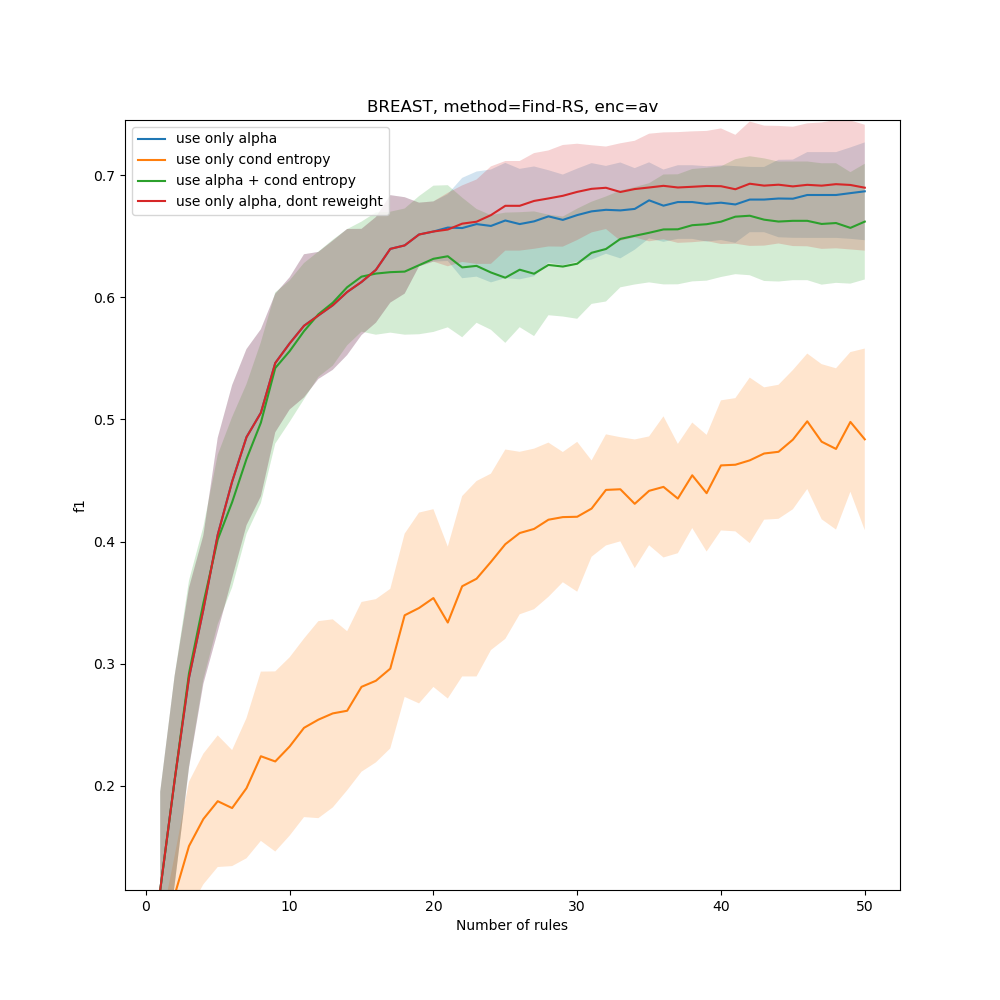 BREAST, method=Find-RS, enc=av
use only alpha
use only cond entropy
use alpha + cond entropy
use only alpha, dont reweight
f1
0.7
0.6
0.5
0.4
0.3
0.2
0 10 20 30 40 50
Number of rules